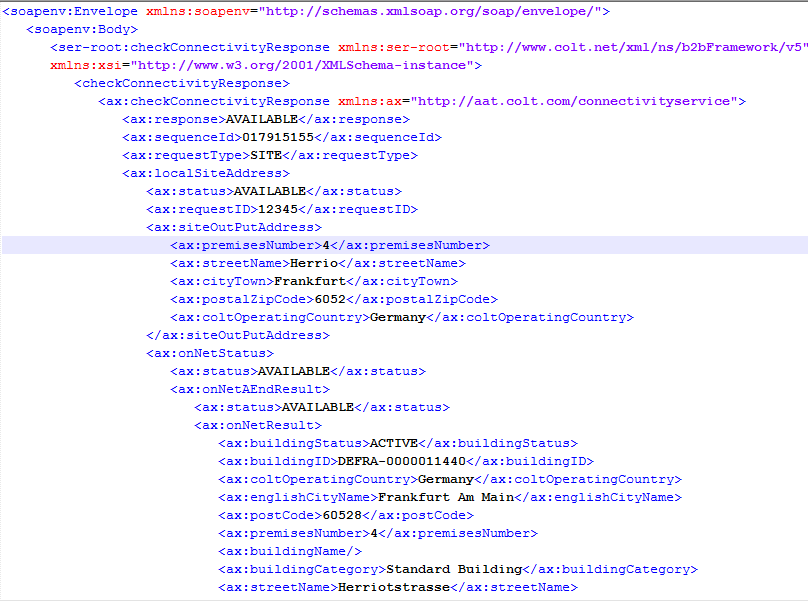 <soapenv:Envelope xmlns:soapenv="http://schemas.xmlsoap.org/soap/envelope/">
<soapenv:Body>
<ser-root:checkConnectivityResponse xmlns:ser-root="http://www.colt.net/xml/ns/b2bFramework/v5"
xmlns:xsi="http://www.w3.org/2001/XMLSchema-instance">
<checkConnectivityResponse>
<ax:checkConnectivityResponse xmlns:ax="http://aat.colt.com/connectivityservice">
<ax:response>AVAILABLE</ax:response>
<ax:sequenceId>017915155</ax:sequenceId>
<ax:requestType>SITE</ax:requestType>
<ax:localSiteAddress>
<ax:status>AVAILABLE</ax:status>
<ax:requestID>12345</ax:requestID>
<ax:siteOutPutAddress>
<ax:premisesNumber>4</ax:premisesNumber>
<ax:streetName>Herrio</ax:streetName>
<ax:cityTown>Frankfurt</ax:cityTown>
<ax:postalZipCode>6052</ax:postalZipCode>
<ax:coltOperatingCountry>Germany</ax:coltOperatingCountry>
</ax:siteOutPutAddress>
<ax:onNetStatus>
<ax:status>AVAILABLE</ax:status>
<ax:onNetAEndResult>
<ax:status>AVAILABLE</ax:status>
<ax:onNetResult>
<ax:buildingStatus>ACTIVE</ax:buildingStatus>
<ax:buildingID>DEFRA-0000011440</ax:buildingID>
<ax:coltOperatingCountry>Germany</ax:coltOperatingCountry>
<ax:englishCityName>Frankfurt Am Main</ax:englishCityName>
<ax:postCode>60528</ax:postCode>
<ax:premisesNumber>4</ax:premisesNumber>
<ax:buildingName/>
<ax:buildingCategory>Standard Building</ax:buildingCategory>
<ax:streetName>Herriotstrasse</ax:streetName>